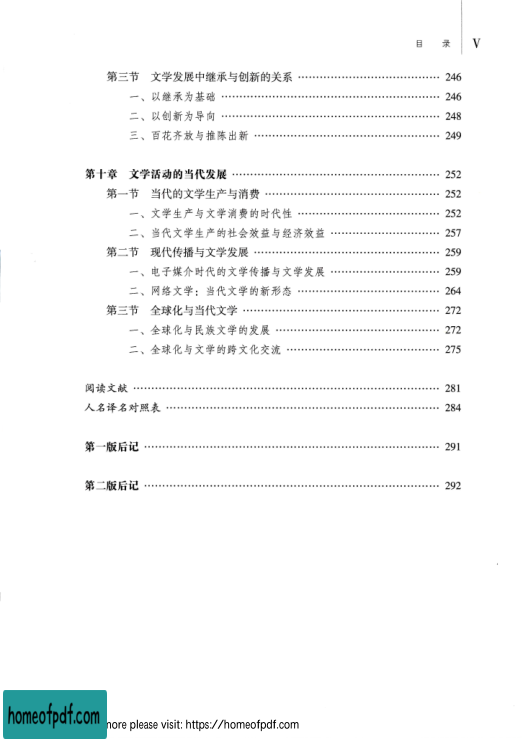 目 录 V
第三节 文学发展中继承与创新的关系 …………………………………… 246
一、以继承为基础 ………………………………………………………… 246
二、以创新为导向 ………………………………………………………… 248
三、百花齐放与推陈出新 ………………………………………………… 249
第十章 文学活动的当代发展 ……………………………………………… 252
第一节 当代的文学生产与消费 …………………………………………… 252
一、文学生产与文学消费的时代性 ……………………………………… 252
二、当代文学生产的社会效益与经济效益 ……………………………… 257
第二节 现代传播与文学发展 ……………………………………………… 259
一、电子媒介时代的文学传播与文学发展 ……………………………… 259
二、网络文学：当代文学的新形态 ……………………………………… 264
第三节 全球化与当代文学 ………………………………………………… 272
一、全球化与民族文学的发展 …………………………………………… 272
二、全球化与文学的跨文化交流 ………………………………………… 275
阅读文献 …………………………………………………………………… 281
人名译名对照表 …………………………………………………………… 284
第一版后记 ………………………………………………………………… 291
第二版后记 ………………………………………………………………… 292
homeofpdf.com more please visit: https://homeofpdf.com